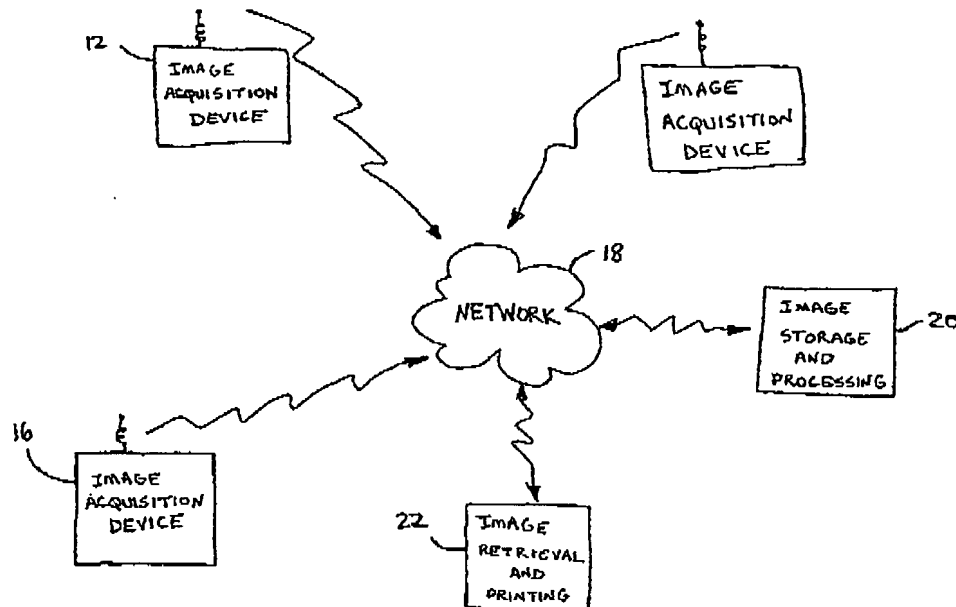 12
IMAGE
ACQUISITION
DEVICE
IMAGE
ACQUISITION
DEVICE
18
NETWORK
IMAGE
STORAGE
AND
PROCESSING
20
16
IMAGE
ACQUISITION
DEVICE
22
IMAGE
RETRIEVAL
AND
PRINTING